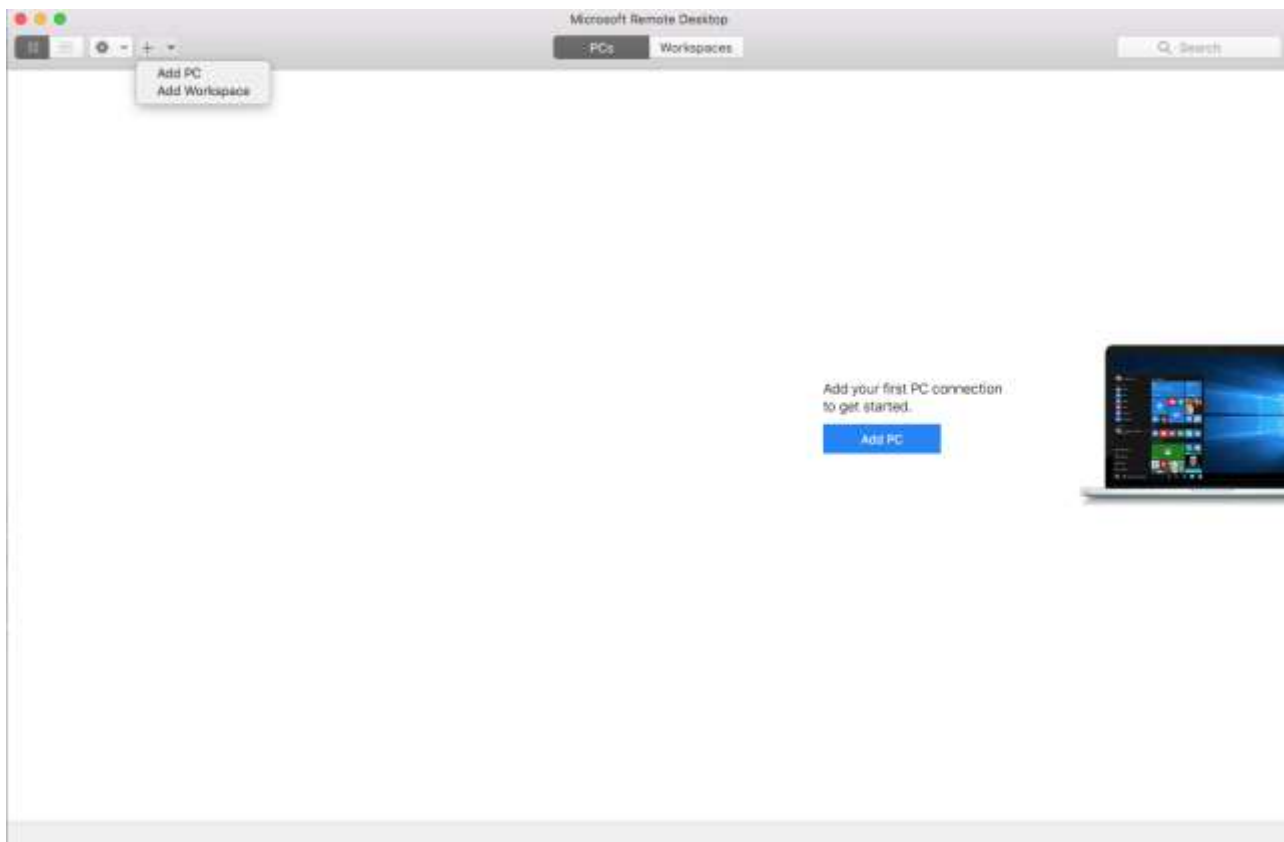 Microsoft Remote Desktop
PCs
Workspaces
Search
Add PC
Add Workspace
Add your first PC connection
to get started.
Add PC